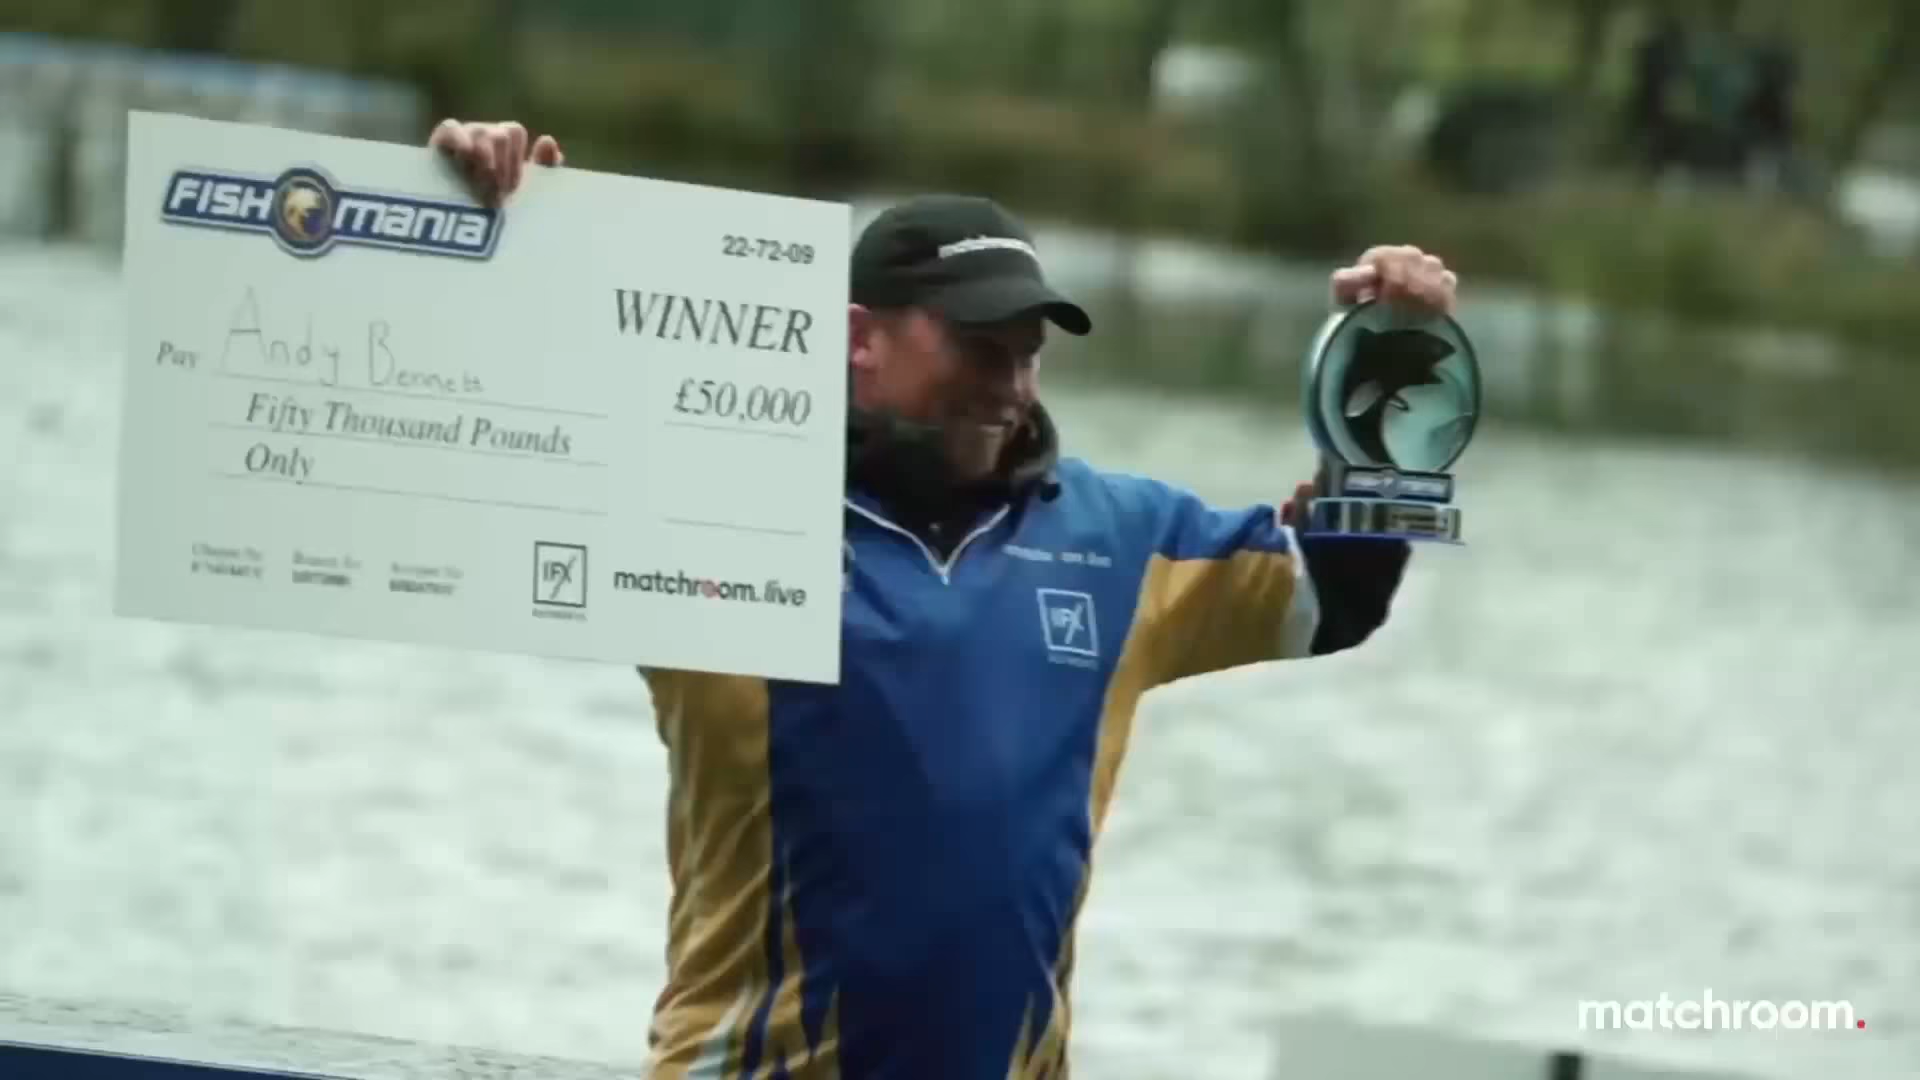 FISH MANIA
22-72-09
WINNER
Pay Andy Bennett
£50,000
Fifty Thousand Pounds
Only
IFX
matchroom.live
IFX
matchroom.